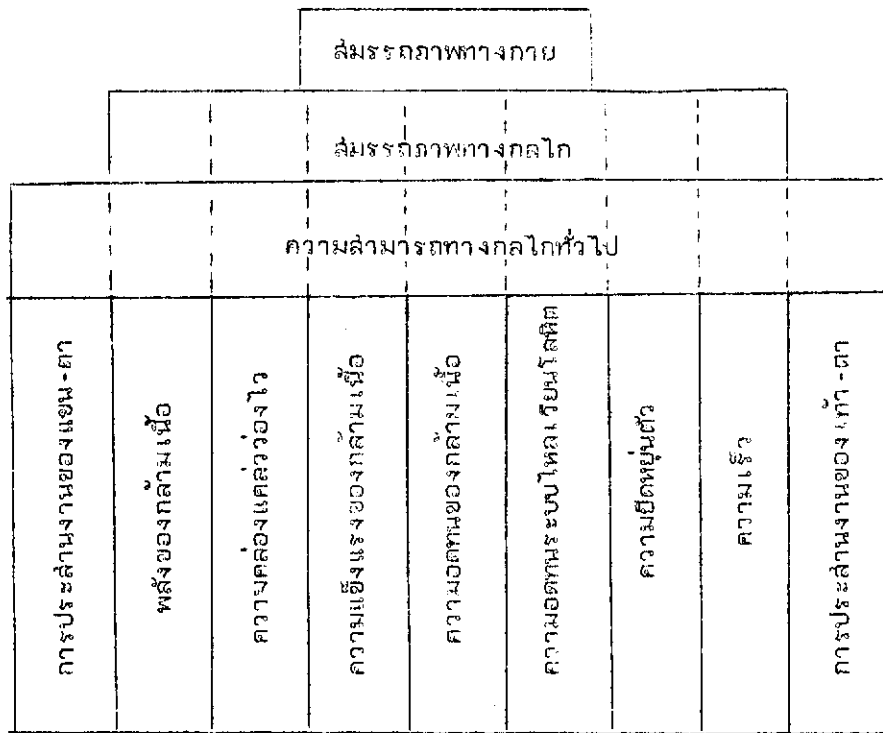 สมรรถภาพทางกาย
สมรรถภาพทางกลไก
ความสามารถทางกลไกทั่วไป
การประสานงานของแขน-ตา
พลังของกล้ามเนื้อ
ความคล่องแคล่วว่องไว
ความแข็งแรงของกล้ามเนื้อ
ความอดทนของกล้ามเนื้อ
ความอดทนระบบไหลเวียนโลหิต
ความยืดหยุ่นตัว
ความเร็ว
การประสานงานของเท้า-ตา